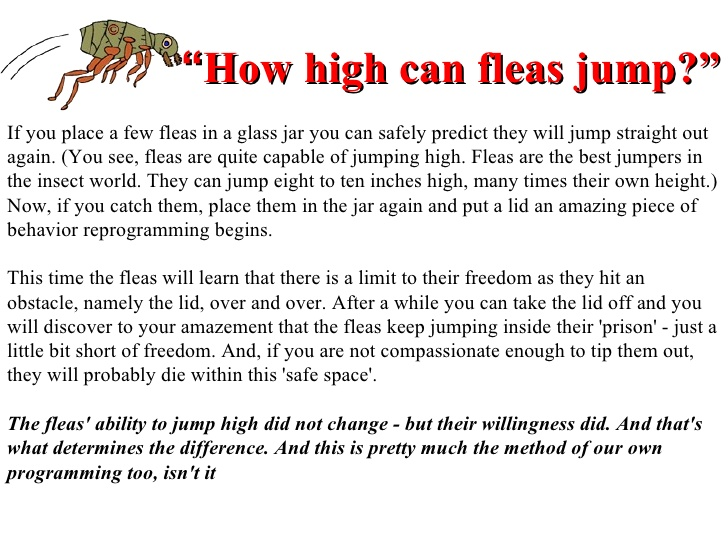 ©
“How high can fleas jump?”
If you place a few fleas in a glass jar you can safely predict they will jump straight out
again. (You see, fleas are quite capable of jumping high. Fleas are the best jumpers in
the insect world. They can jump eight to ten inches high, many times their own height.)
Now, if you catch them, place them in the jar again and put a lid an amazing piece of
behavior reprogramming begins.
This time the fleas will learn that there is a limit to their freedom as they hit an
obstacle, namely the lid, over and over. After a while you can take the lid off and you
will discover to your amazement that the fleas keep jumping inside their 'prison' - just a
little bit short of freedom. And, if you are not compassionate enough to tip them out,
they will probably die within this 'safe space'.
The fleas' ability to jump high did not change - but their willingness did. And that's
what determines the difference. And this is pretty much the method of our own
programming too, isn't it